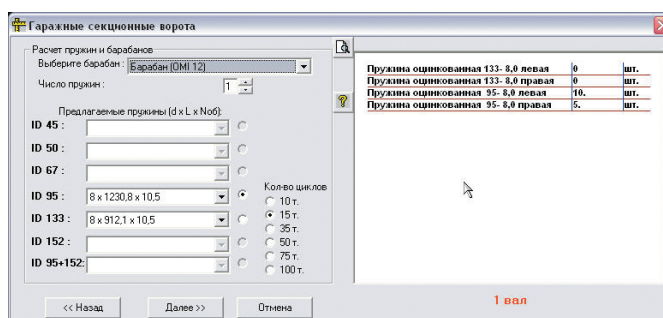 Гаражные секционные ворота
Расчет пружин и барабанов
Выберите барабан : Барабан (OMI 12)
Число пружин : 1
Предлагаемые пружины (d x L x Nоб):
ID 45 :
ID 50 :
ID 67 :
ID 95 : 8 x 1230,8 x 10,5
ID 133 : 8 x 912,1 x 10,5
ID 152 :
ID 95+152:
Кол-во циклов
10 т.
15 т.
35 т.
50 т.
75 т.
100 т.
<< Назад Далее >> Отмена
Пружина оцинкованная 133- 8,0 левая 0 шт.
Пружина оцинкованная 133- 8,0 правая 0 шт.
Пружина оцинкованная 95- 8,0 левая 10. шт.
Пружина оцинкованная 95- 8,0 правая 5. шт.
1 вал